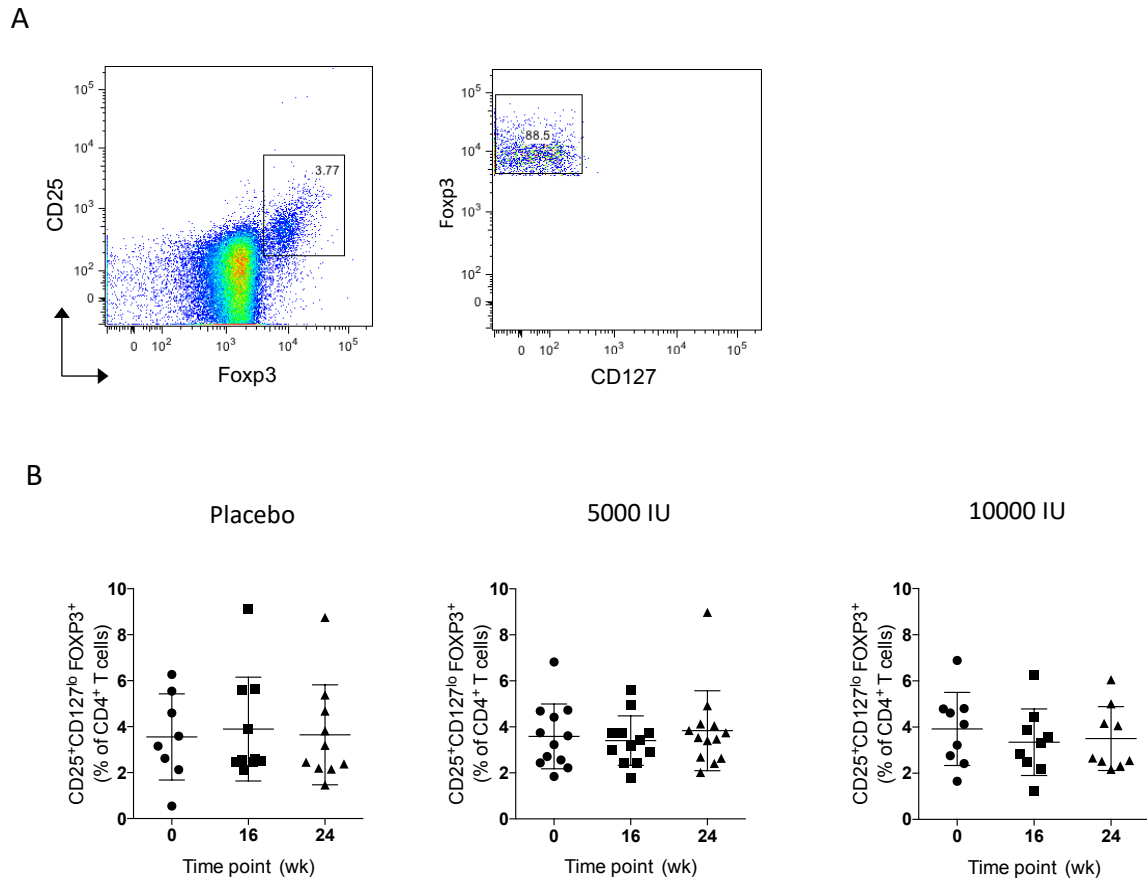 A
CD25
10⁵
10⁴
10³
10²
0
3.77
0 10² 10³ 10⁴ 10⁵
Foxp3
Foxp3
10⁵
10⁴
10³
10²
0
88.5
0 10² 10³ 10⁴ 10⁵
CD127
B
Placebo
CD25⁺CD127ˡᵒ FOXP3⁺
(% of CD4⁺ T cells)
10
8
6
4
2
0
0 16 24
Time point (wk)
5000 IU
CD25⁺CD127ˡᵒ FOXP3⁺
(% of CD4⁺ T cells)
10
8
6
4
2
0
0 16 24
Time point (wk)
10000 IU
CD25⁺CD127ˡᵒ FOXP3⁺
(% of CD4⁺ T cells)
10
8
6
4
2
0
0 16 24
Time point (wk)